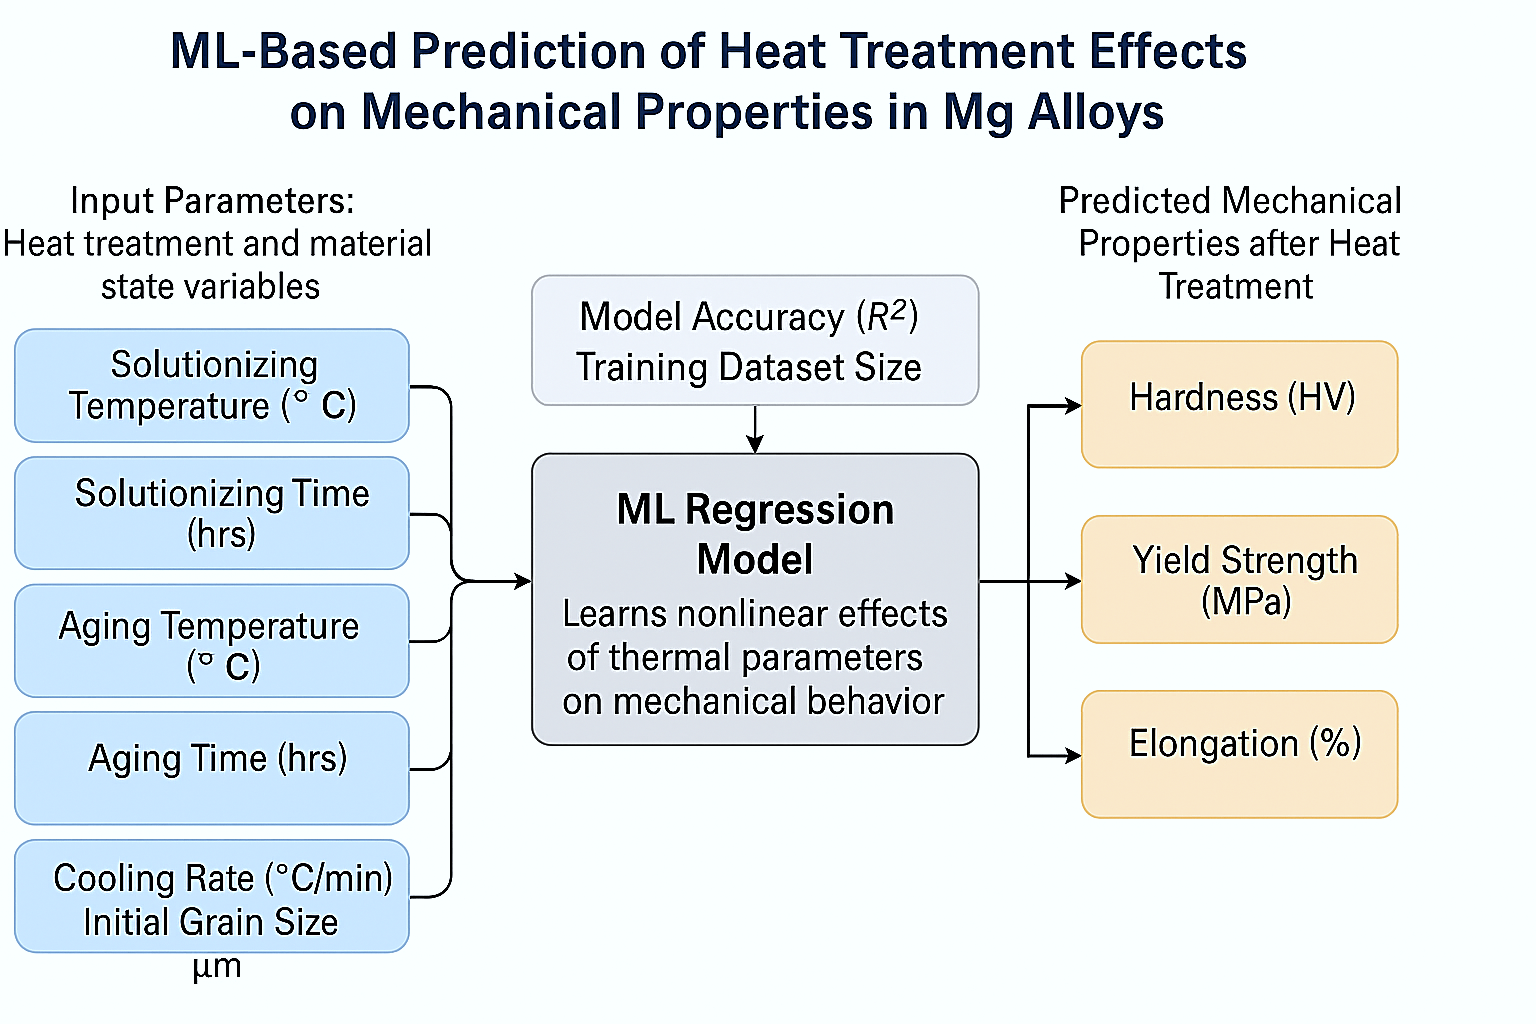 ML-Based Prediction of Heat Treatment Effects
on Mechanical Properties in Mg Alloys
Input Parameters:
Heat treatment and material
state variables
Solutionizing
Temperature (° C)
Solutionizing Time
(hrs)
Aging Temperature
(° C)
Aging Time (hrs)
Cooling Rate (°C/min)
Initial Grain Size
μm
Model Accuracy (R²)
Training Dataset Size
ML Regression
Model
Learns nonlinear effects
of thermal parameters
on mechanical behavior
Predicted Mechanical
Properties after Heat
Treatment
Hardness (HV)
Yield Strength
(MPa)
Elongation (%)